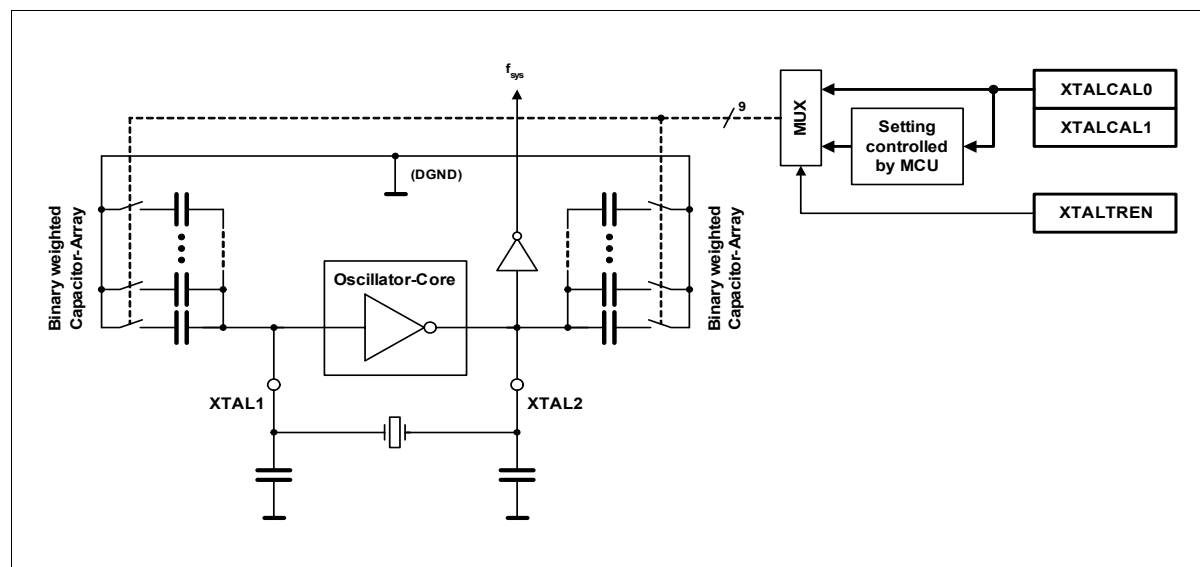 f_sys
9
MUX
XTALCAL0
XTALCAL1
Setting
controlled
by MCU
XTALTREN
(DGND)
Binary weighted
Capacitor-Array
Oscillator-Core
Binary weighted
Capacitor-Array
XTAL1
XTAL2